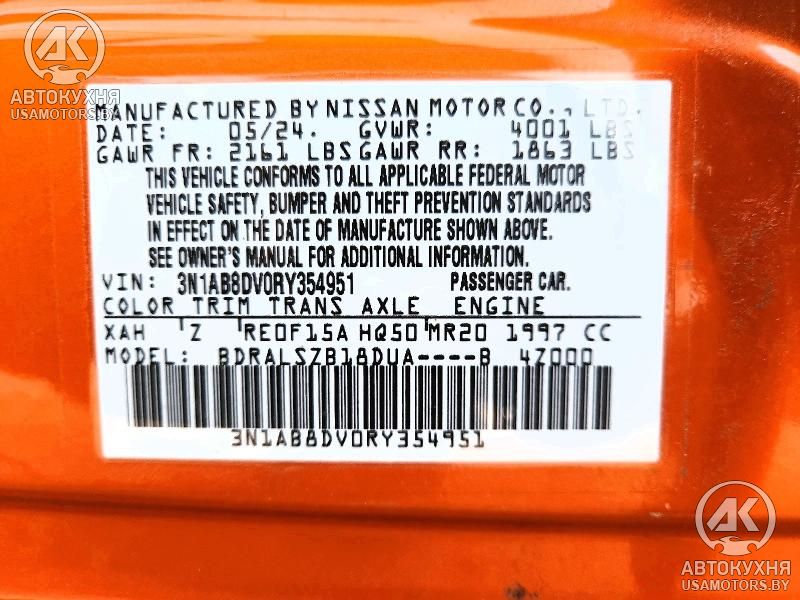 AK
АВТОКУХНЯ
USAMOTORS.BY
MANUFACTURED BY NISSAN MOTOR CO., LTD.
DATE: 05/24. GVWR: 4001 LBS
GAWR FR: 2161 LBS GAWR RR: 1863 LBS
THIS VEHICLE CONFORMS TO ALL APPLICABLE FEDERAL MOTOR
VEHICLE SAFETY, BUMPER AND THEFT PREVENTION STANDARDS
IN EFFECT ON THE DATE OF MANUFACTURE SHOWN ABOVE.
SEE OWNER'S MANUAL FOR ADDITIONAL INFORMATION.
VIN: 3N1AB8DV0RY354951 PASSENGER CAR.
COLOR TRIM TRANS AXLE ENGINE
XAH 'Z RE0F15A HQ50 'MR20 1997 CC
MODEL: BDRALSZB18DUA----B 4Z000
3N1AB8DV0RY354951
AK
АВТОКУХНЯ
USAMOTORS.BY